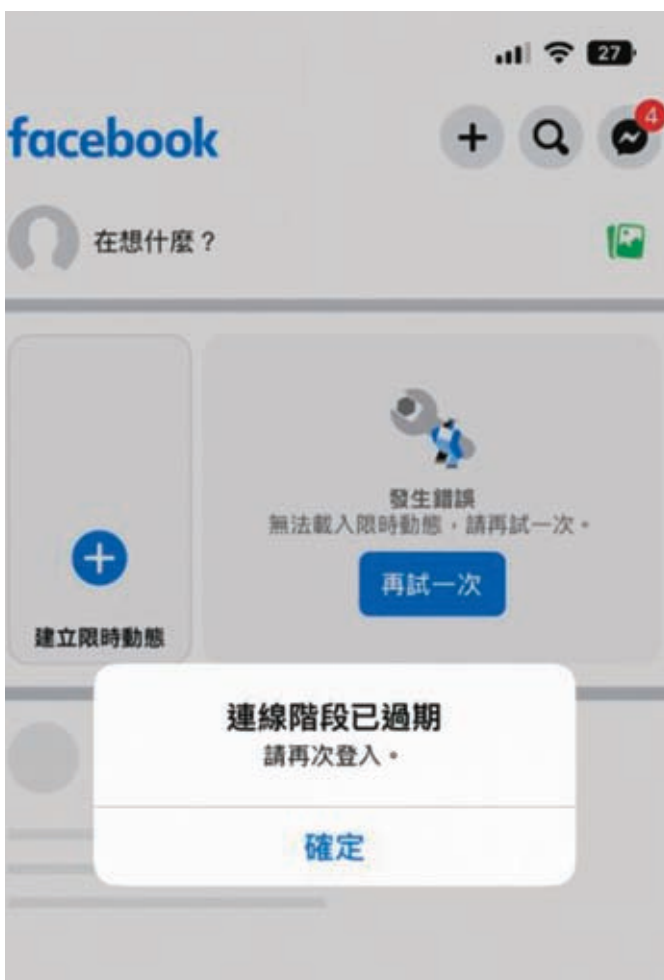 27
facebook
4
在想什麼？
發生錯誤
無法載入限時動態，請再試一次。
再試一次
建立限時動態
連線階段已過期
請再次登入。
確定